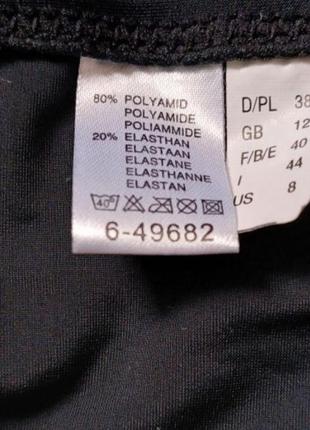 80% POLYAMID
POLYAMIDE
POLIAMMIDE
20% ELASTHAN
ELASTAAN
ELASTANE
ELASTHANNE
ELASTAN
40°
6-49682
D/PL 38
GB 12
F/B/E 40
I 44
US 8